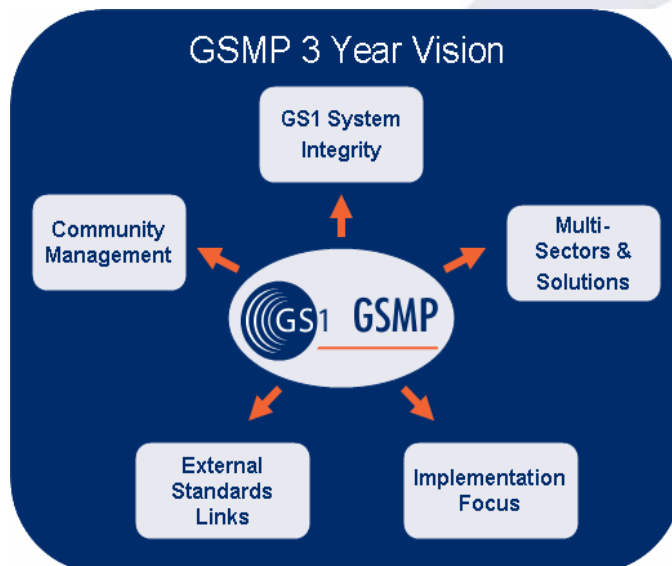 GSMP 3 Year Vision
GS1 System
Integrity
Community
Management
Multi-
Sectors &
Solutions
GS1 GSMP
External
Standards
Links
Implementation
Focus